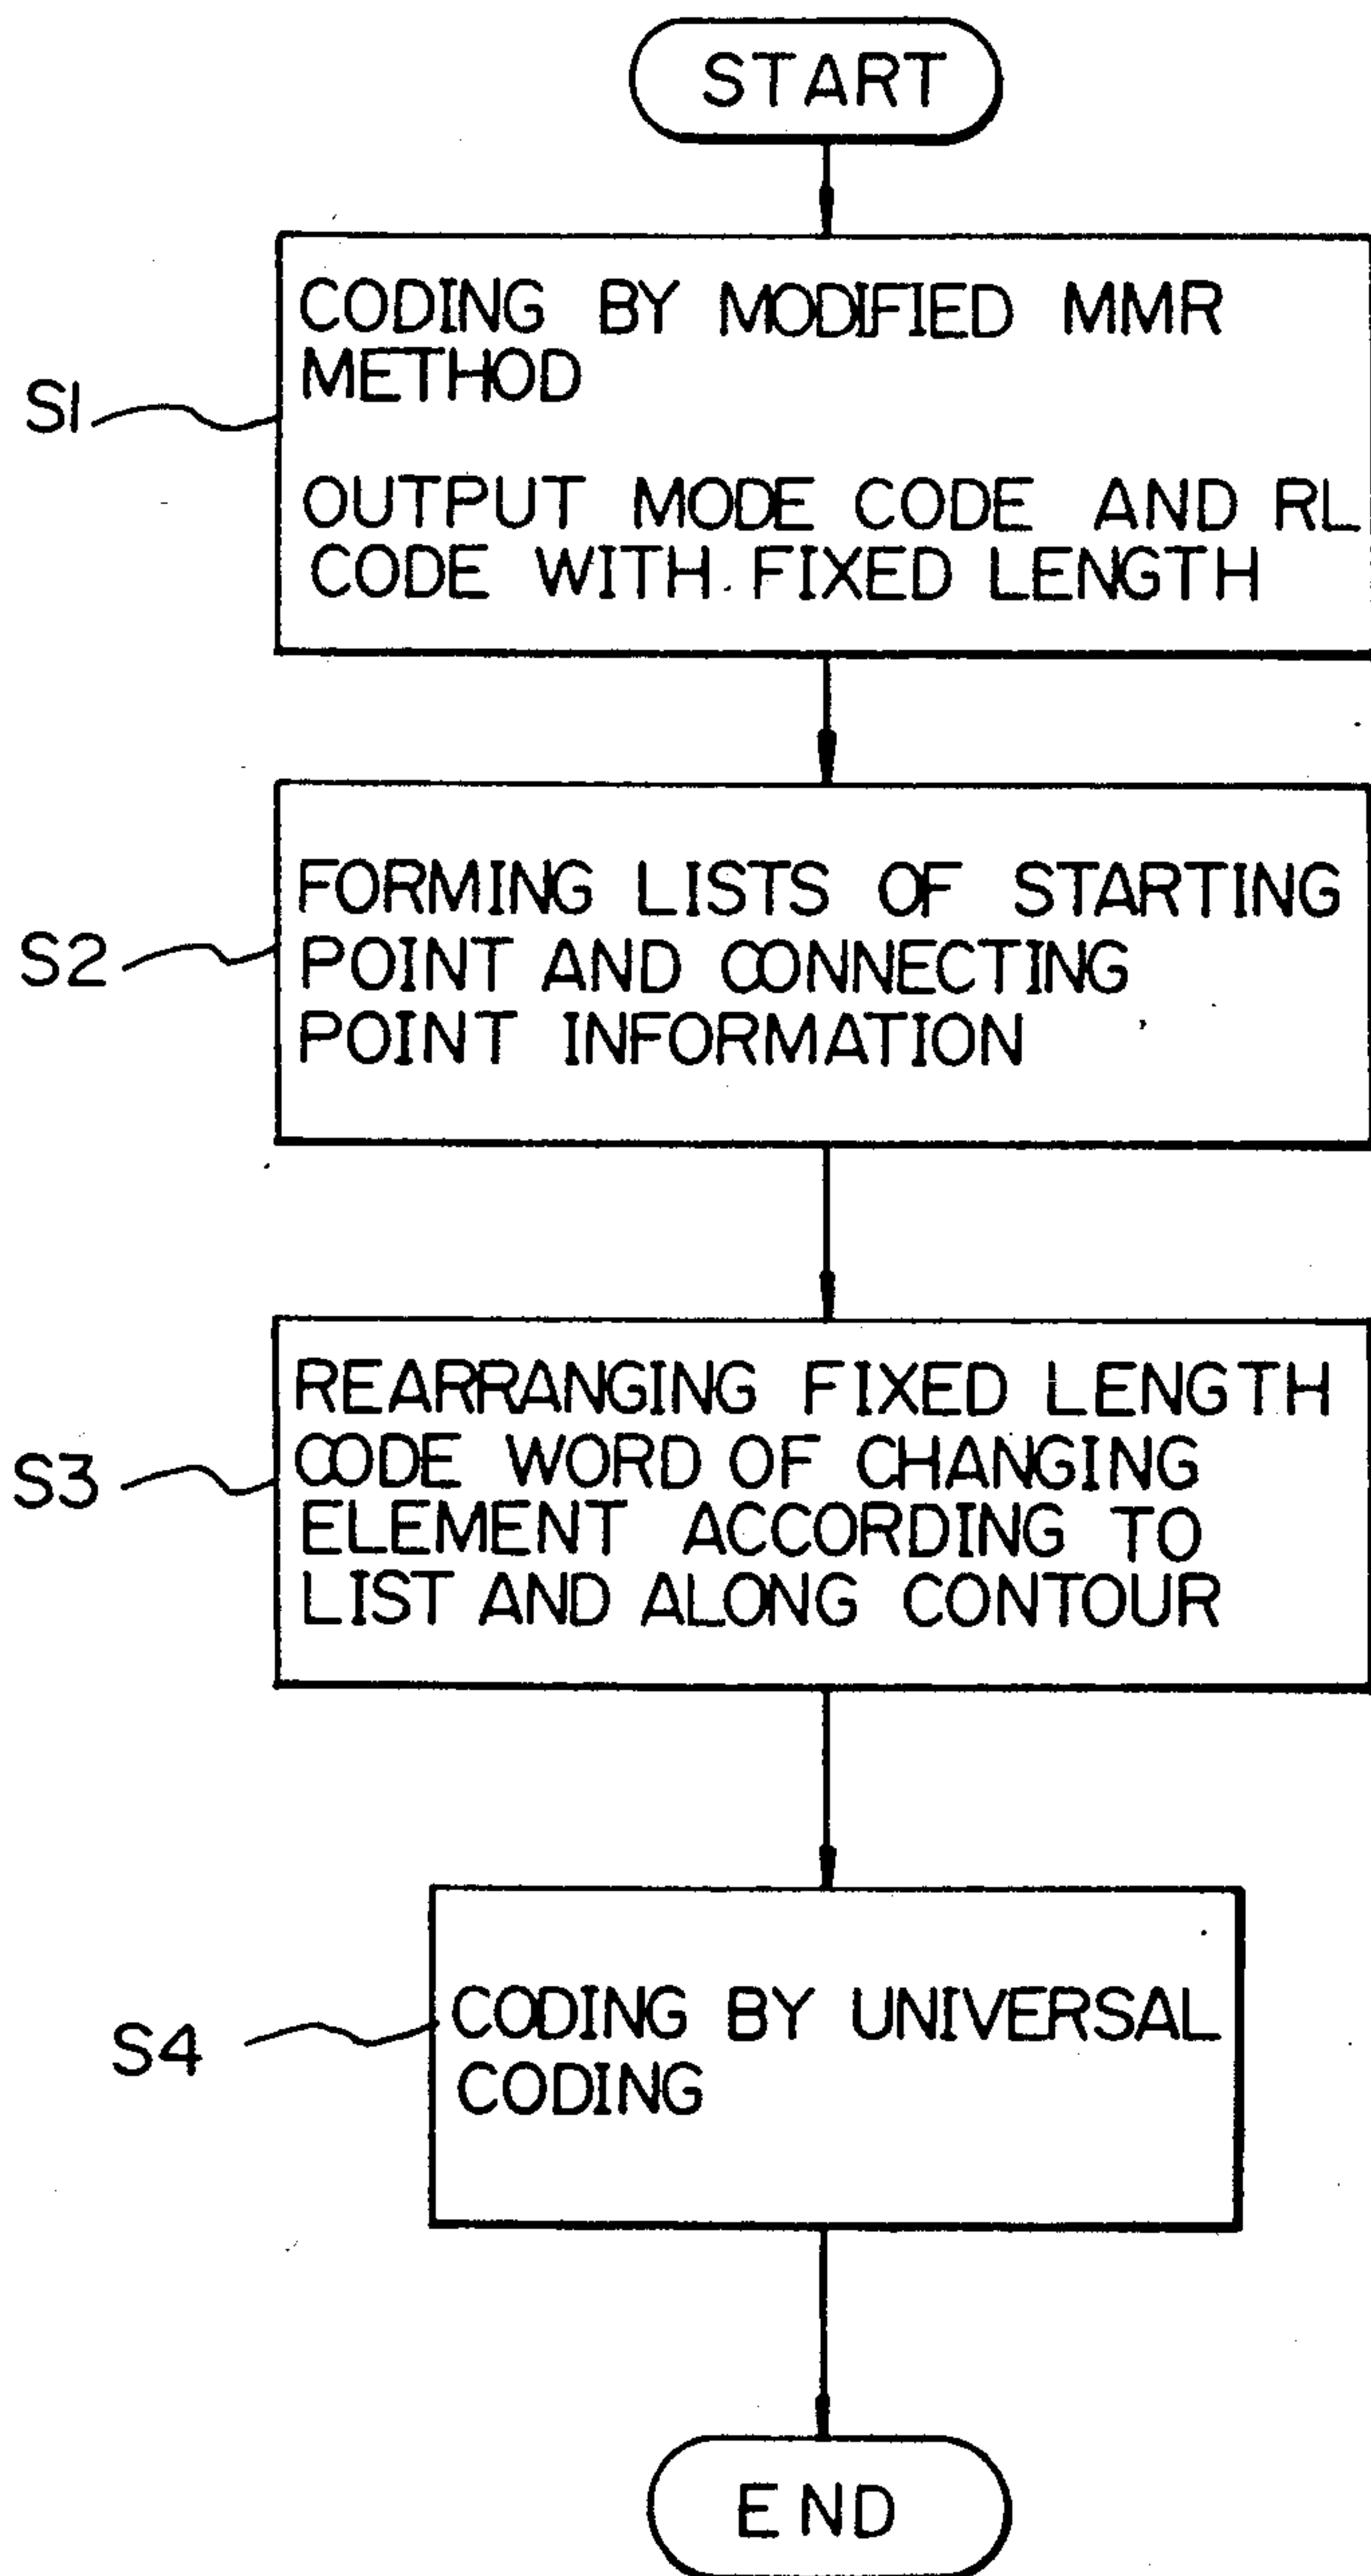 START
S1
CODING BY MODIFIED MMR
METHOD
OUTPUT MODE CODE AND RL
CODE WITH FIXED LENGTH
S2
FORMING LISTS OF STARTING
POINT AND CONNECTING
POINT INFORMATION
S3
REARRANGING FIXED LENGTH
CODE WORD OF CHANGING
ELEMENT ACCORDING TO
LIST AND ALONG CONTOUR
S4
CODING BY UNIVERSAL
CODING
END